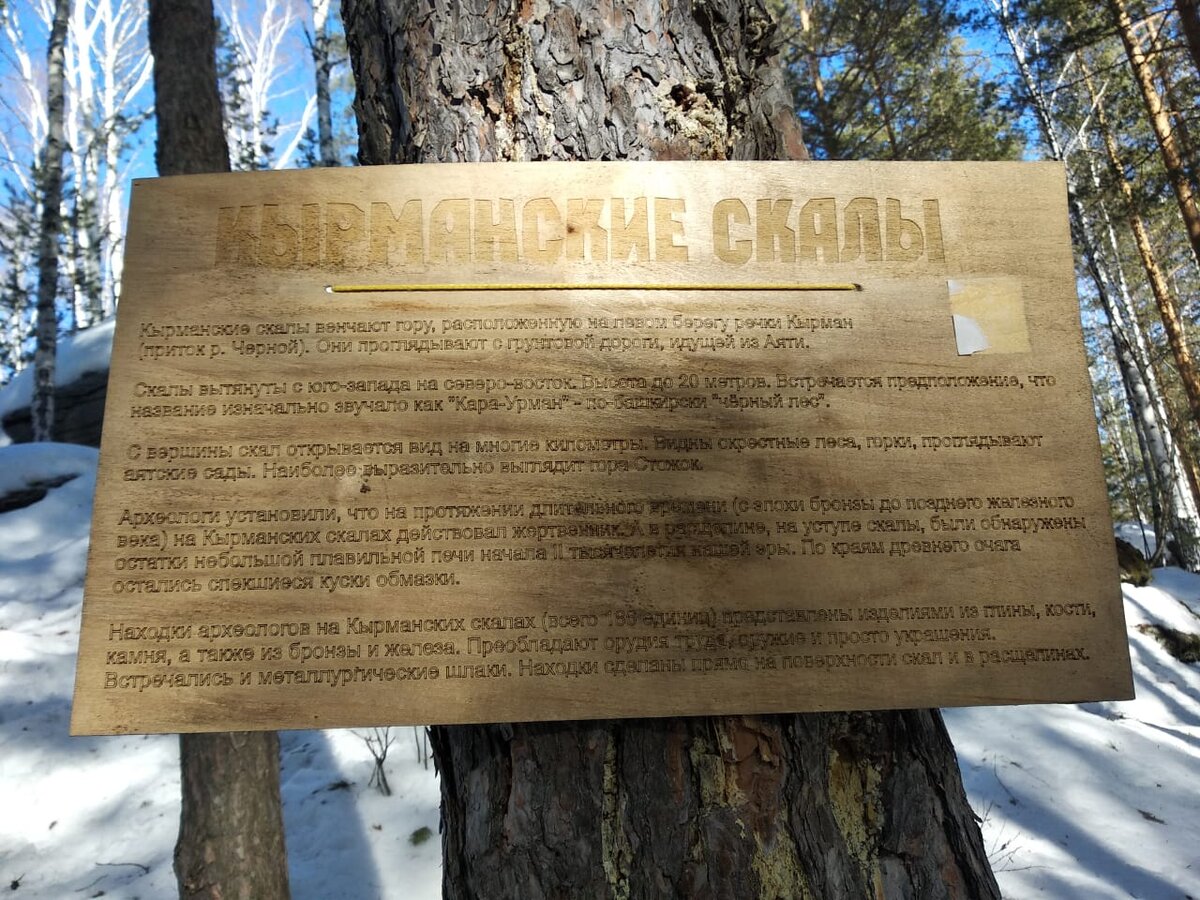 КЫРМАНСКИЕ СКАЛЫ
Кырманские скалы венчают гору, расположенную на левом берегу речки Кырман
(приток р. Черной). Они проглядывают с грунтовой дороги, идущей из Аяти.
Скалы вытянуты с юго-запада на северо-восток. Высота до 20 метров. Встречается предположение, что
название изначально звучало как "Кара-Урман" - по-башкирски "чёрный лес".
С вершины скал открывается вид на многие километры. Видны окрестные леса, горки, проглядывают
аятские сады. Наиболее выразительно выглядит гора Стожок.
Археологи установили, что на протяжении длительного времени (с эпохи бронзы до позднего железного
века) на Кырманских скалах действовал жертвенник. А в расщелине, на уступе скалы, были обнаружены
остатки небольшой плавильной печи начала II тысячелетия нашей эры. По краям древнего очага
остались спекшиеся куски обмазки.
Находки археологов на Кырманских скалах (всего единиц) представлены изделиями из глины, кости,
камня, а также из бронзы и железа. Преобладают орудия труда, оружие и просто украшения.
Встречались и металлургические шлаки. Находки сделаны прямо на поверхности скал и в расщелинах.